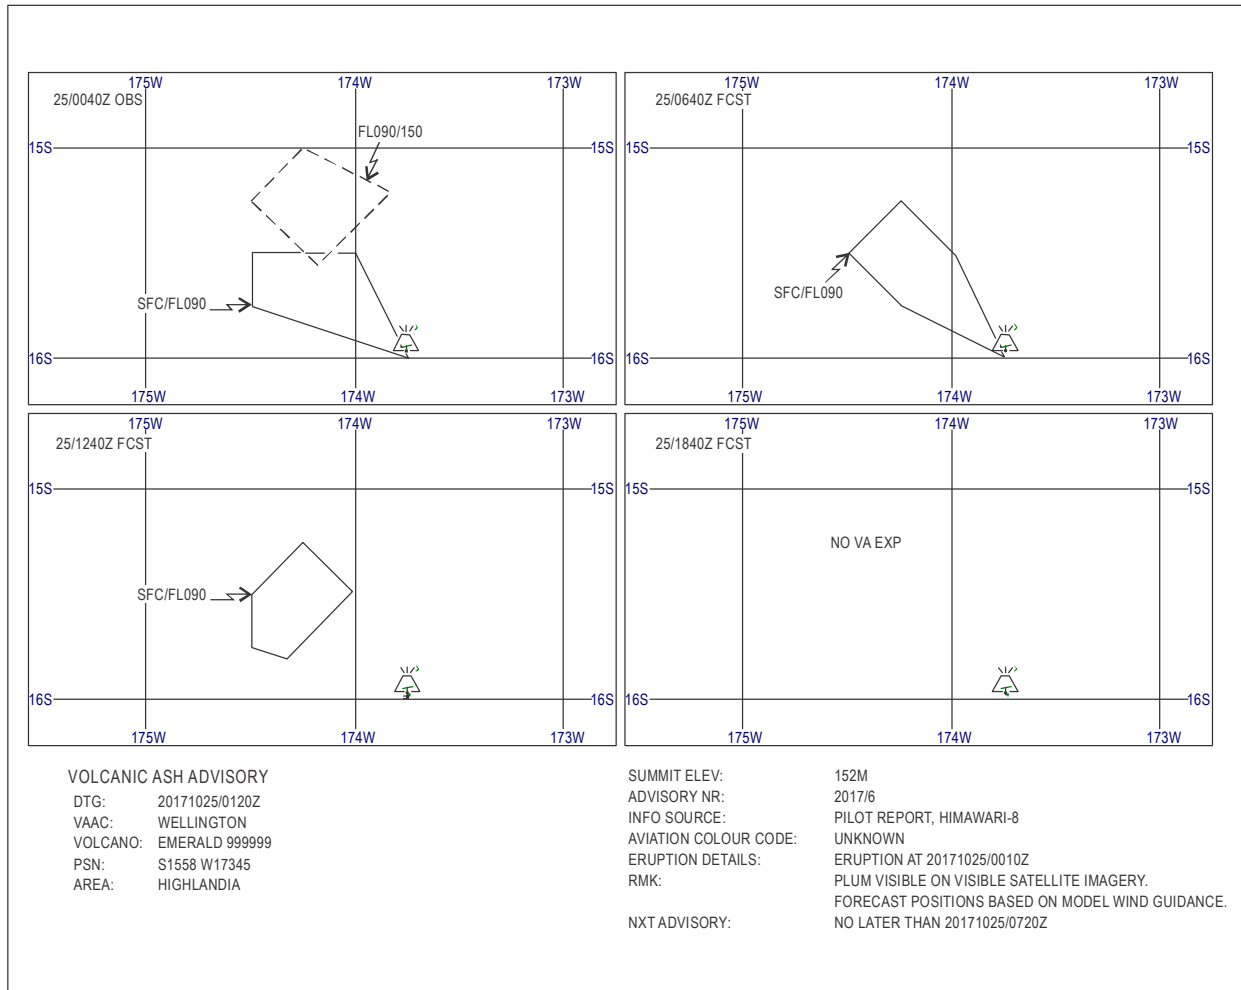 175W 174W 173W
25/0040Z OBS
FL090/150
15S 15S
SFC/FL090
16S 16S
175W 174W 173W
175W 174W 173W
25/0640Z FCST
15S 15S
SFC/FL090
16S 16S
175W 174W 173W
175W 174W 173W
25/1240Z FCST
15S 15S
SFC/FL090
16S 16S
175W 174W 173W
175W 174W 173W
25/1840Z FCST
15S 15S
NO VA EXP
16S 16S
175W 174W 173W
VOLCANIC ASH ADVISORY
DTG: 20171025/0120Z
VAAC: WELLINGTON
VOLCANO: EMERALD 999999
PSN: S1558 W17345
AREA: HIGHLANDIA
SUMMIT ELEV: 152M
ADVISORY NR: 2017/6
INFO SOURCE: PILOT REPORT, HIMAWARI-8
AVIATION COLOUR CODE: UNKNOWN
ERUPTION DETAILS: ERUPTION AT 20171025/0010Z
RMK: PLUM VISIBLE ON VISIBLE SATELLITE IMAGERY.
FORECAST POSITIONS BASED ON MODEL WIND GUIDANCE.
NXT ADVISORY: NO LATER THAN 20171025/0720Z